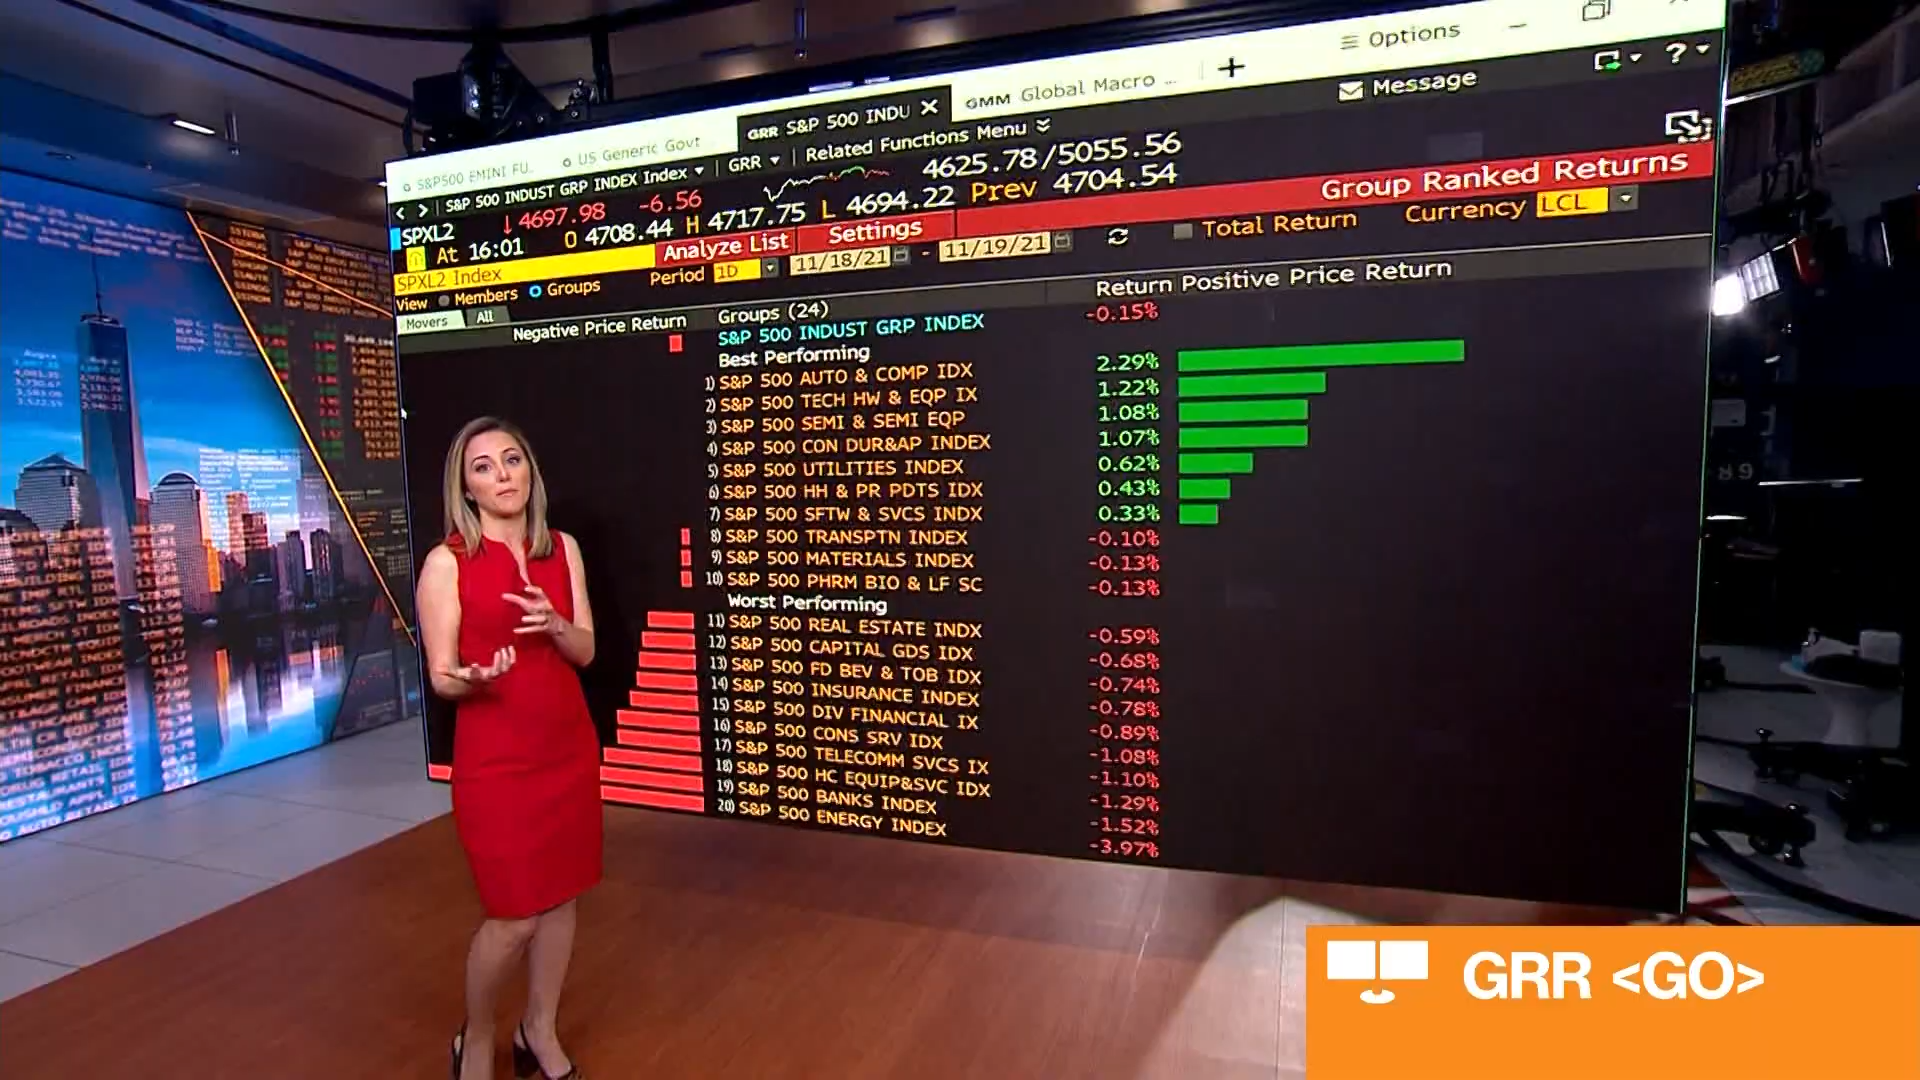 Options
S&P500 EMINI FU..
US Generic Govt
GRR S&P 500 INDU
GMM Global Macro ...
Message
S&P 500 INDUST GRP INDEX Index
GRR
Related Functions Menu
SPXL2
↓4697.98
-6.56
4625.78/5055.56
At 16:01
O 4708.44 H 4717.75 L 4694.22 Prev 4704.54
SPXL2 Index
Analyze List
Settings
Group Ranked Returns
View
Members
Groups
Period
1D
11/18/21
-
11/19/21
Total Return
Currency
LCL
Movers
All
Negative Price Return
Groups (24)
Return
Positive Price Return
S&P 500 INDUST GRP INDEX
-0.15%
Best Performing
1) S&P 500 AUTO & COMP IDX 2.29%
2) S&P 500 TECH HW & EQP IX 1.22%
3) S&P 500 SEMI & SEMI EQP 1.08%
4) S&P 500 CON DUR&AP INDEX 1.07%
5) S&P 500 UTILITIES INDEX 0.62%
6) S&P 500 HH & PR PDTS IDX 0.43%
7) S&P 500 SFTW & SVCS INDX 0.33%
8) S&P 500 TRANSPTN INDEX -0.10%
9) S&P 500 MATERIALS INDEX -0.13%
10) S&P 500 PHRM BIO & LF SC -0.13%
Worst Performing
11) S&P 500 REAL ESTATE INDX -0.59%
12) S&P 500 CAPITAL GDS IDX -0.68%
13) S&P 500 FD BEV & TOB IDX -0.74%
14) S&P 500 INSURANCE INDEX -0.78%
15) S&P 500 DIV FINANCIAL IX -0.89%
16) S&P 500 CONS SRV IDX -1.08%
17) S&P 500 TELECOMM SVCS IX -1.10%
18) S&P 500 HC EQUIP&SVC IDX -1.29%
19) S&P 500 BANKS INDEX -1.52%
20) S&P 500 ENERGY INDEX -3.97%
GRR <GO>